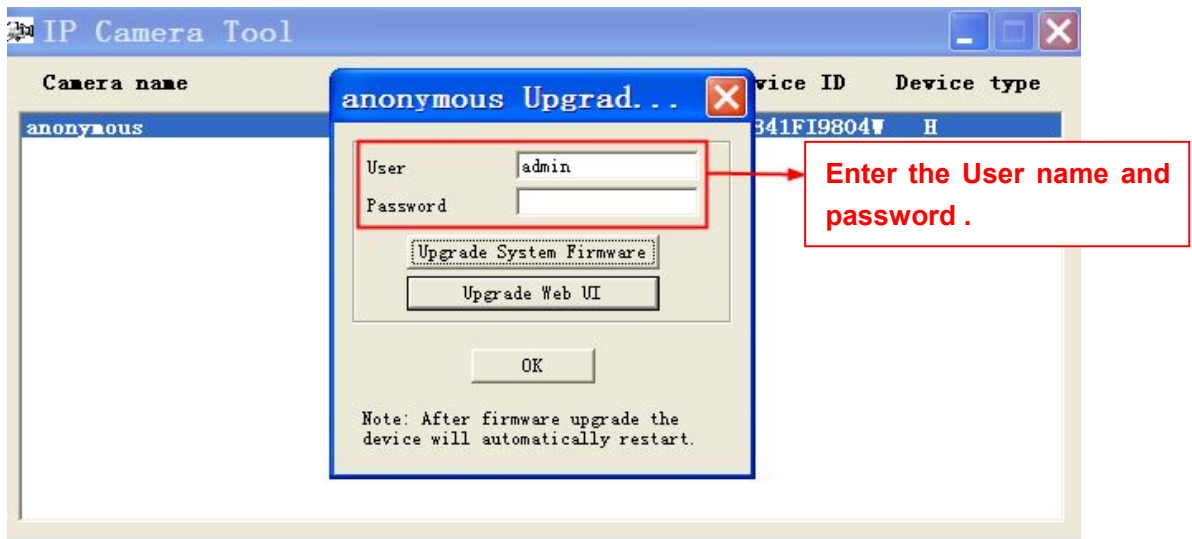 IP Camera Tool
Camera name
vice ID
Device type
anonymous
341FI9804W
H
anonymous Upgrad...
User
admin
Password
Upgrade System Firmware
Upgrade Web UI
OK
Note: After firmware upgrade the
device will automatically restart.
Enter the User name and
password .